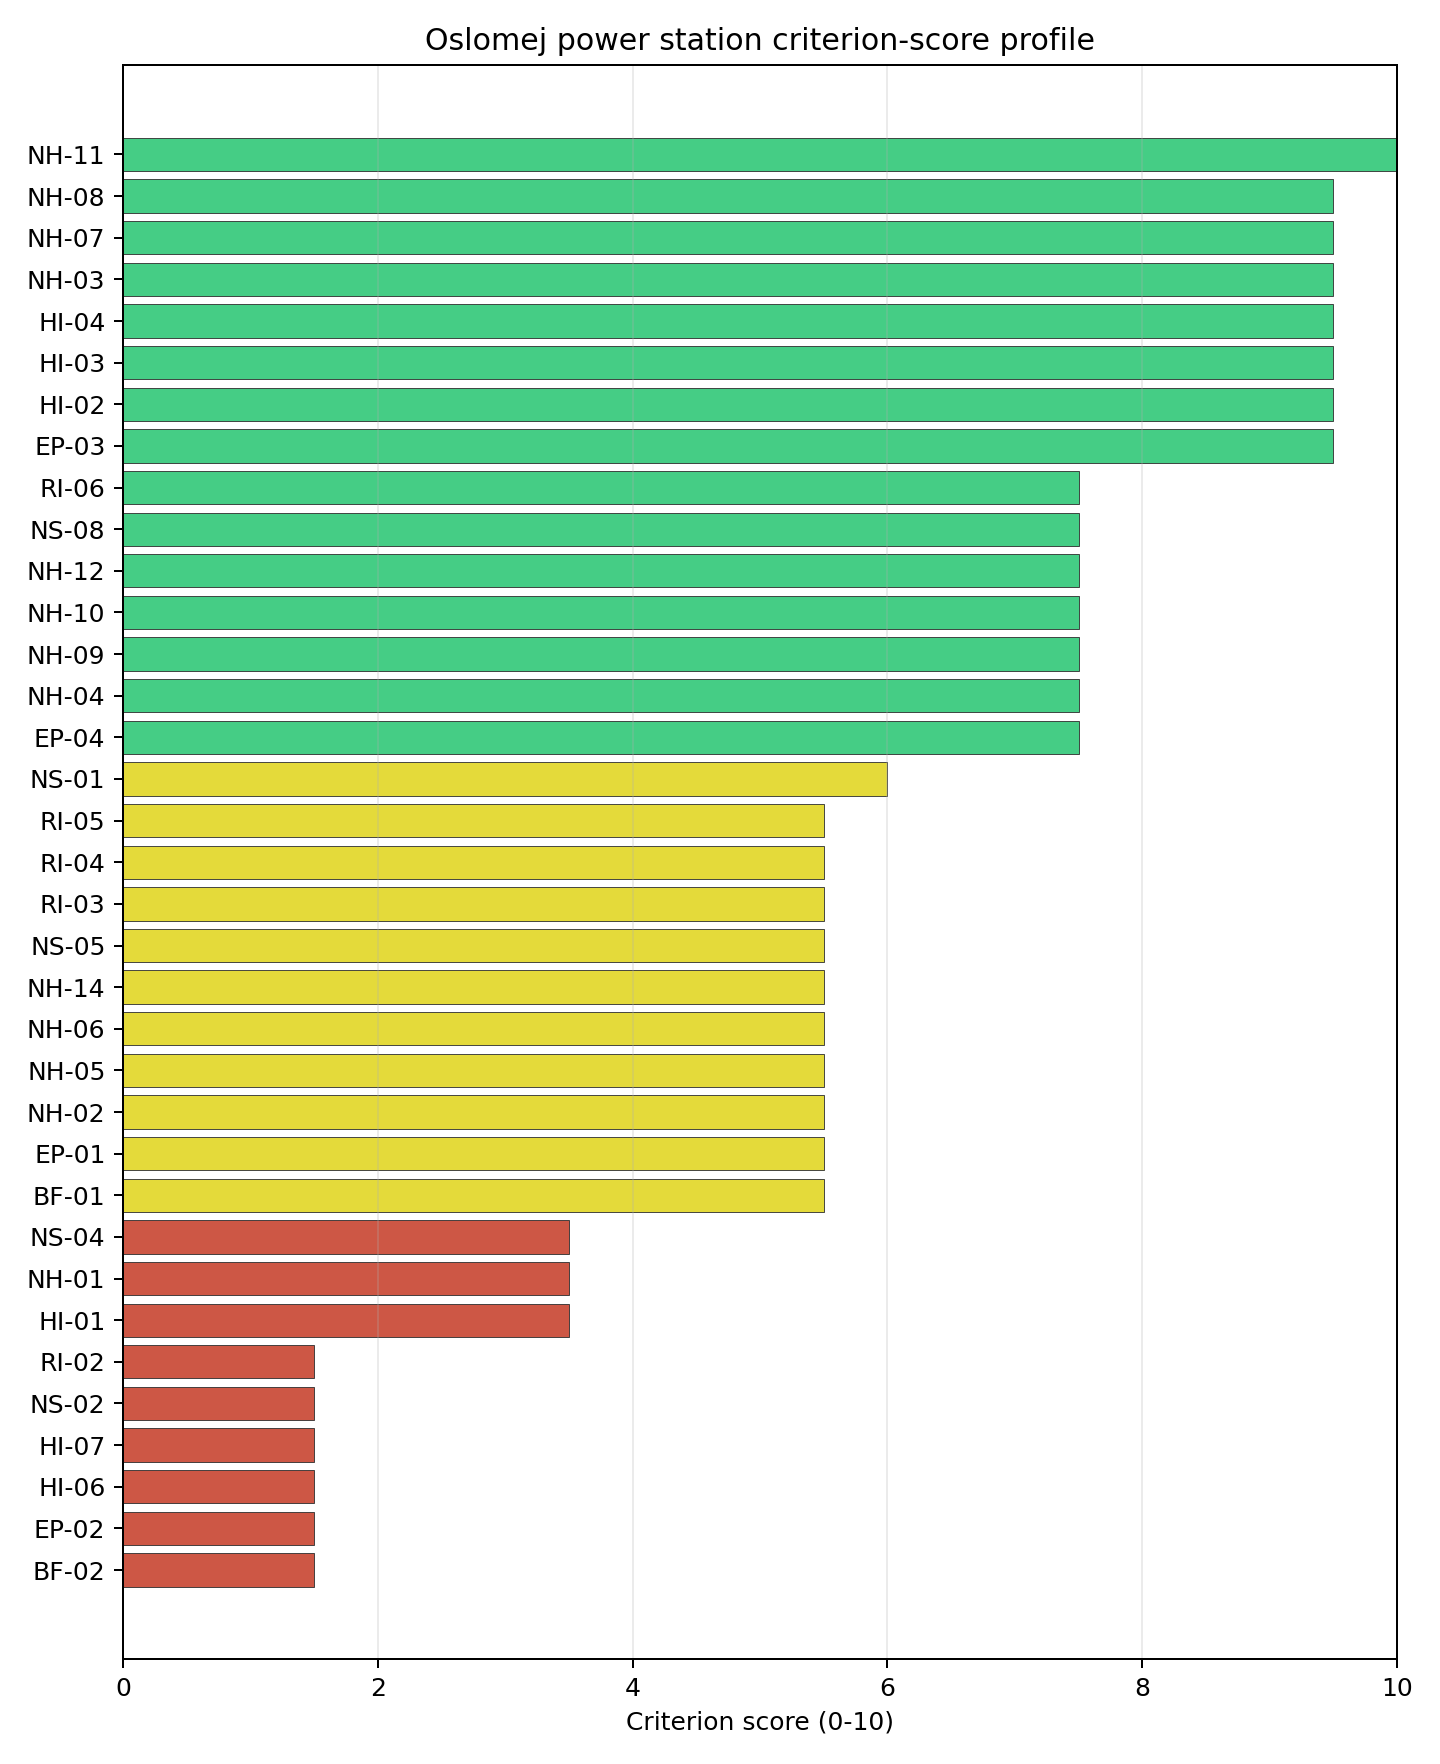 Oslomej power station criterion-score profile
NH-11
NH-08
NH-07
NH-03
HI-04
HI-03
HI-02
EP-03
RI-06
NS-08
NH-12
NH-10
NH-09
NH-04
EP-04
NS-01
RI-05
RI-04
RI-03
NS-05
NH-14
NH-06
NH-05
NH-02
EP-01
BF-01
NS-04
NH-01
HI-01
RI-02
NS-02
HI-07
HI-06
EP-02
BF-02
0 2 4 6 8 10
Criterion score (0-10)